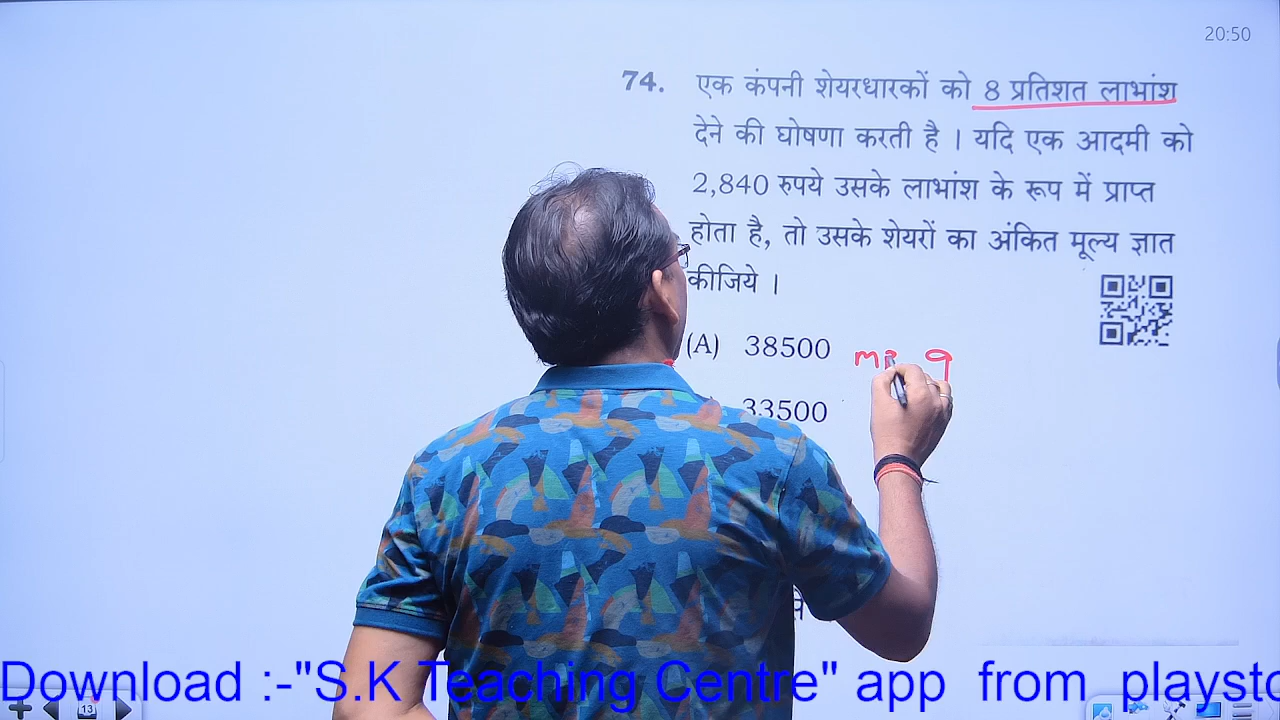 20:50
74. एक कंपनी शेयरधारकों को 8 प्रतिशत लाभांश
देने की घोषणा करती है । यदि एक आदमी को
2,840 रुपये उसके लाभांश के रूप में प्राप्त
होता है, तो उसके शेयरों का अंकित मूल्य ज्ञात
कीजिये ।
(A) 38500
33500
Download :-"S.K Teaching Centre" app from playsto
13